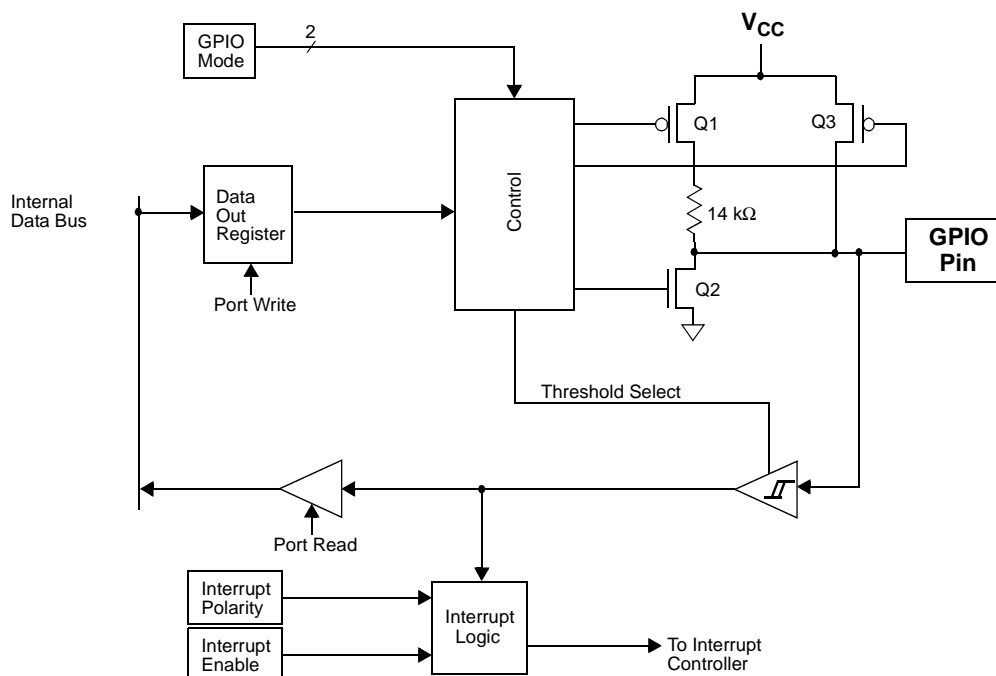 2
GPIO
Mode
VCC
Q1
Q3
Control
Internal
Data Bus
Data
Out
Register
14 kΩ
GPIO
Pin
Q2
Port Write
Threshold Select
Port Read
Interrupt
Polarity
Interrupt
Logic
Interrupt
Enable
To Interrupt
Controller